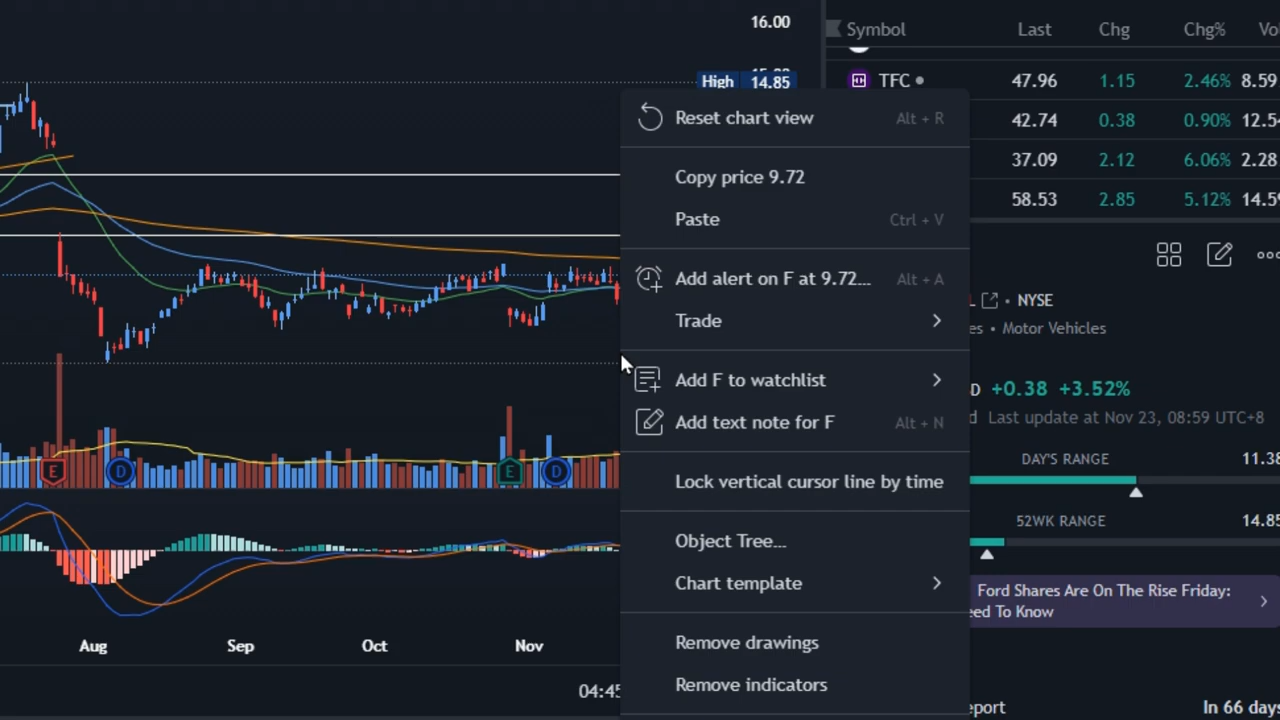 16.00
High 14.85
Aug Sep Oct Nov
E D E D
Reset chart view Alt + R
Copy price 9.72
Paste Ctrl + V
Add alert on F at 9.72... Alt + A
Trade
Add F to watchlist
Add text note for F Alt + N
Lock vertical cursor line by time
Object Tree...
Chart template
Remove drawings
Remove indicators
04:45
Symbol Last Chg Chg% Vo
TFC 47.96 1.15 2.46% 8.59
42.74 0.38 0.90% 12.54
37.09 2.12 6.06% 2.28
58.53 2.85 5.12% 14.59
L • NYSE
es • Motor Vehicles
D +0.38 +3.52%
d Last update at Nov 23, 08:59 UTC+8
DAY'S RANGE 11.38
52WK RANGE 14.85
Ford Shares Are On The Rise Friday:
eed To Know
eport In 66 days